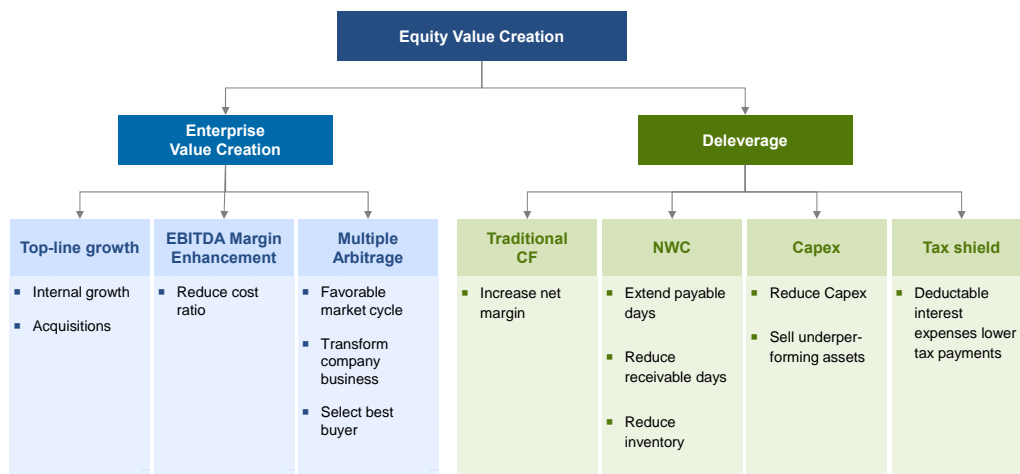 Equity Value Creation
Enterprise
Value Creation
Deleverage
Top-line growth
EBITDA Margin
Enhancement
Multiple
Arbitrage
Traditional
CF
NWC
Capex
Tax shield
▪ Internal growth
▪ Acquisitions
▪ Reduce cost
ratio
▪ Favorable
market cycle
▪ Transform
company
business
▪ Select best
buyer
▪ Increase net
margin
▪ Extend payable
days
▪ Reduce
receivable days
▪ Reduce
inventory
▪ Reduce Capex
▪ Sell underper-
forming assets
▪ Deductable
interest
expenses lower
tax payments